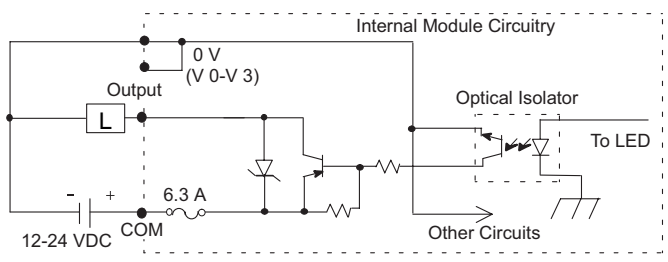 Internal Module Circuitry
0 V
(V 0-V 3)
Output
Optical Isolator
L
To LED
- +
6.3 A
COM
12-24 VDC
Other Circuits